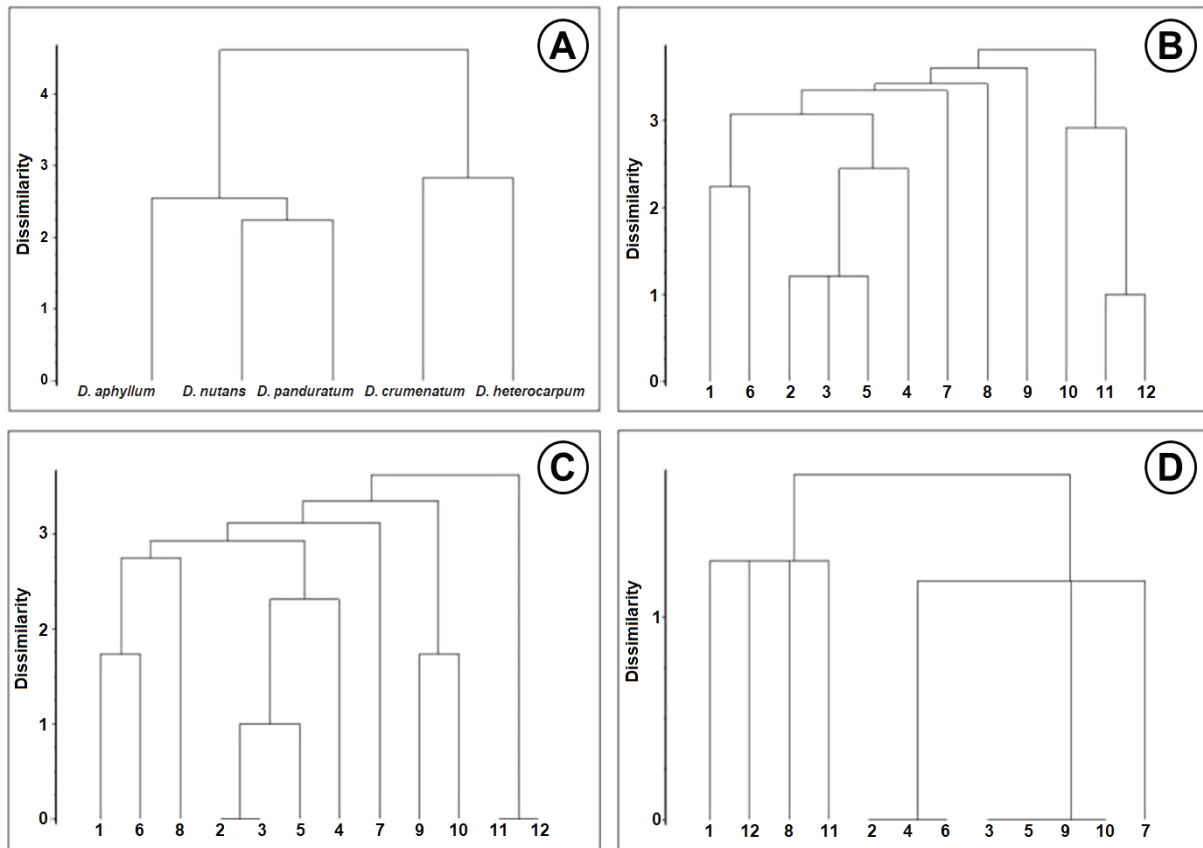 A
Dissimilarity
4
3
2
1
0
D. aphyllum D. nutans D. panduratum D. crumenatum D. heterocarpum
B
Dissimilarity
3
2
1
0
1 6 2 3 5 4 7 8 9 10 11 12
C
Dissimilarity
3
2
1
0
1 6 8 2 3 5 4 7 9 10 11 12
D
Dissimilarity
1
0
1 12 8 11 2 4 6 3 5 9 10 7